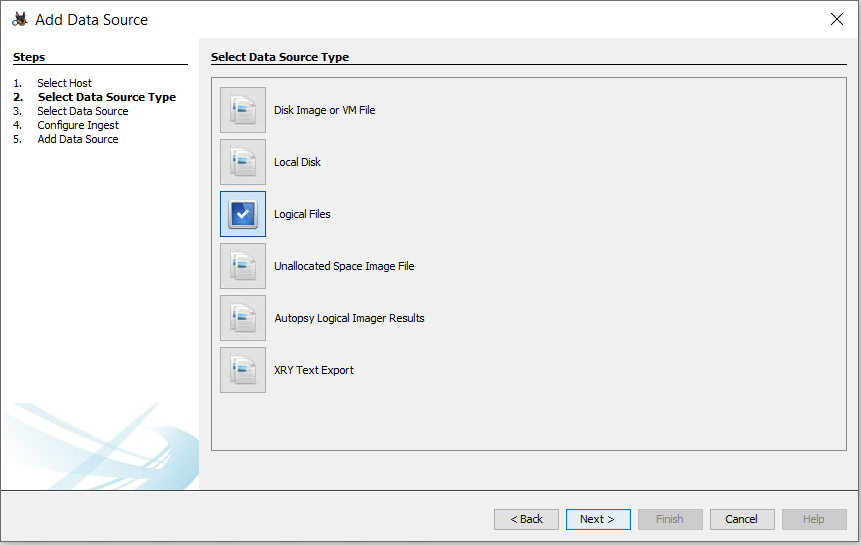 Add Data Source
Steps
1. Select Host
2. Select Data Source Type
3. Select Data Source
4. Configure Ingest
5. Add Data Source
Select Data Source Type
Disk Image or VM File
Local Disk
Logical Files
Unallocated Space Image File
Autopsy Logical Imager Results
XRY Text Export
< Back
Next >
Finish
Cancel
Help